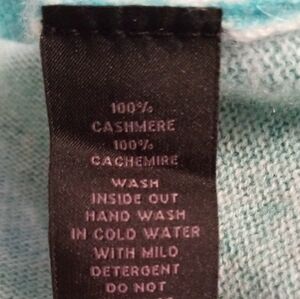 100%
CASHMERE
100%
CACHEMIRE
WASH
INSIDE OUT
HAND WASH
IN COLD WATER
WITH MILD
DETERGENT
DO NOT